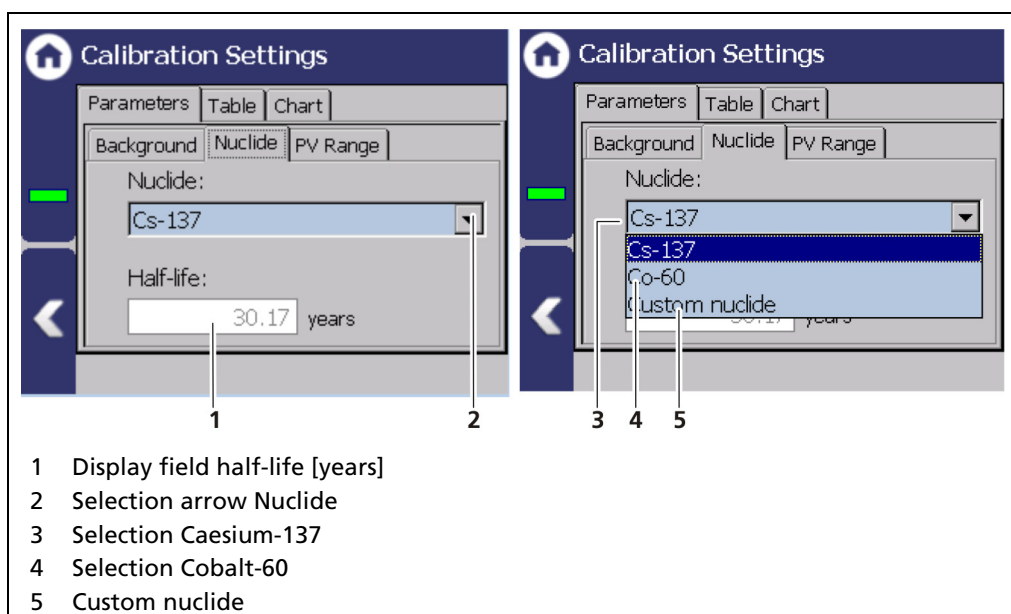 Calibration Settings
Parameters Table Chart
Background Nuclide PV Range
Nuclide:
Cs-137
Half-life:
30.17 years
1 2
Calibration Settings
Parameters Table Chart
Background Nuclide PV Range
Nuclide:
Cs-137
Cs-137
Co-60
Custom nuclide
30.17 years
3 4 5
1 Display field half-life [years]
2 Selection arrow Nuclide
3 Selection Caesium-137
4 Selection Cobalt-60
5 Custom nuclide